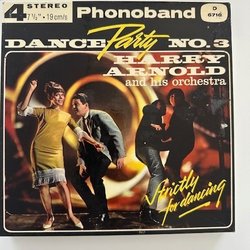 4 STEREO
7 ½" • 19 cm/s
Phonoband
D
6716
DANCE Party NO. 3
HARRY
ARNOLD
and his orchestra
Strictly
for dancing